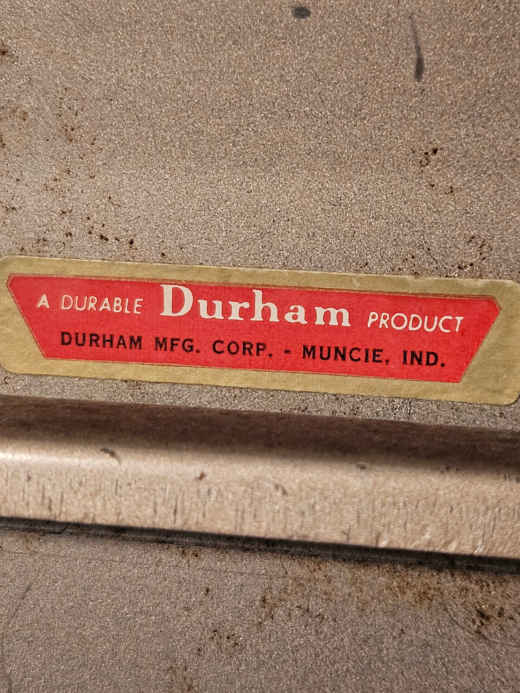 A DURABLE Durham PRODUCT
DURHAM MFG. CORP. - MUNCIE, IND.